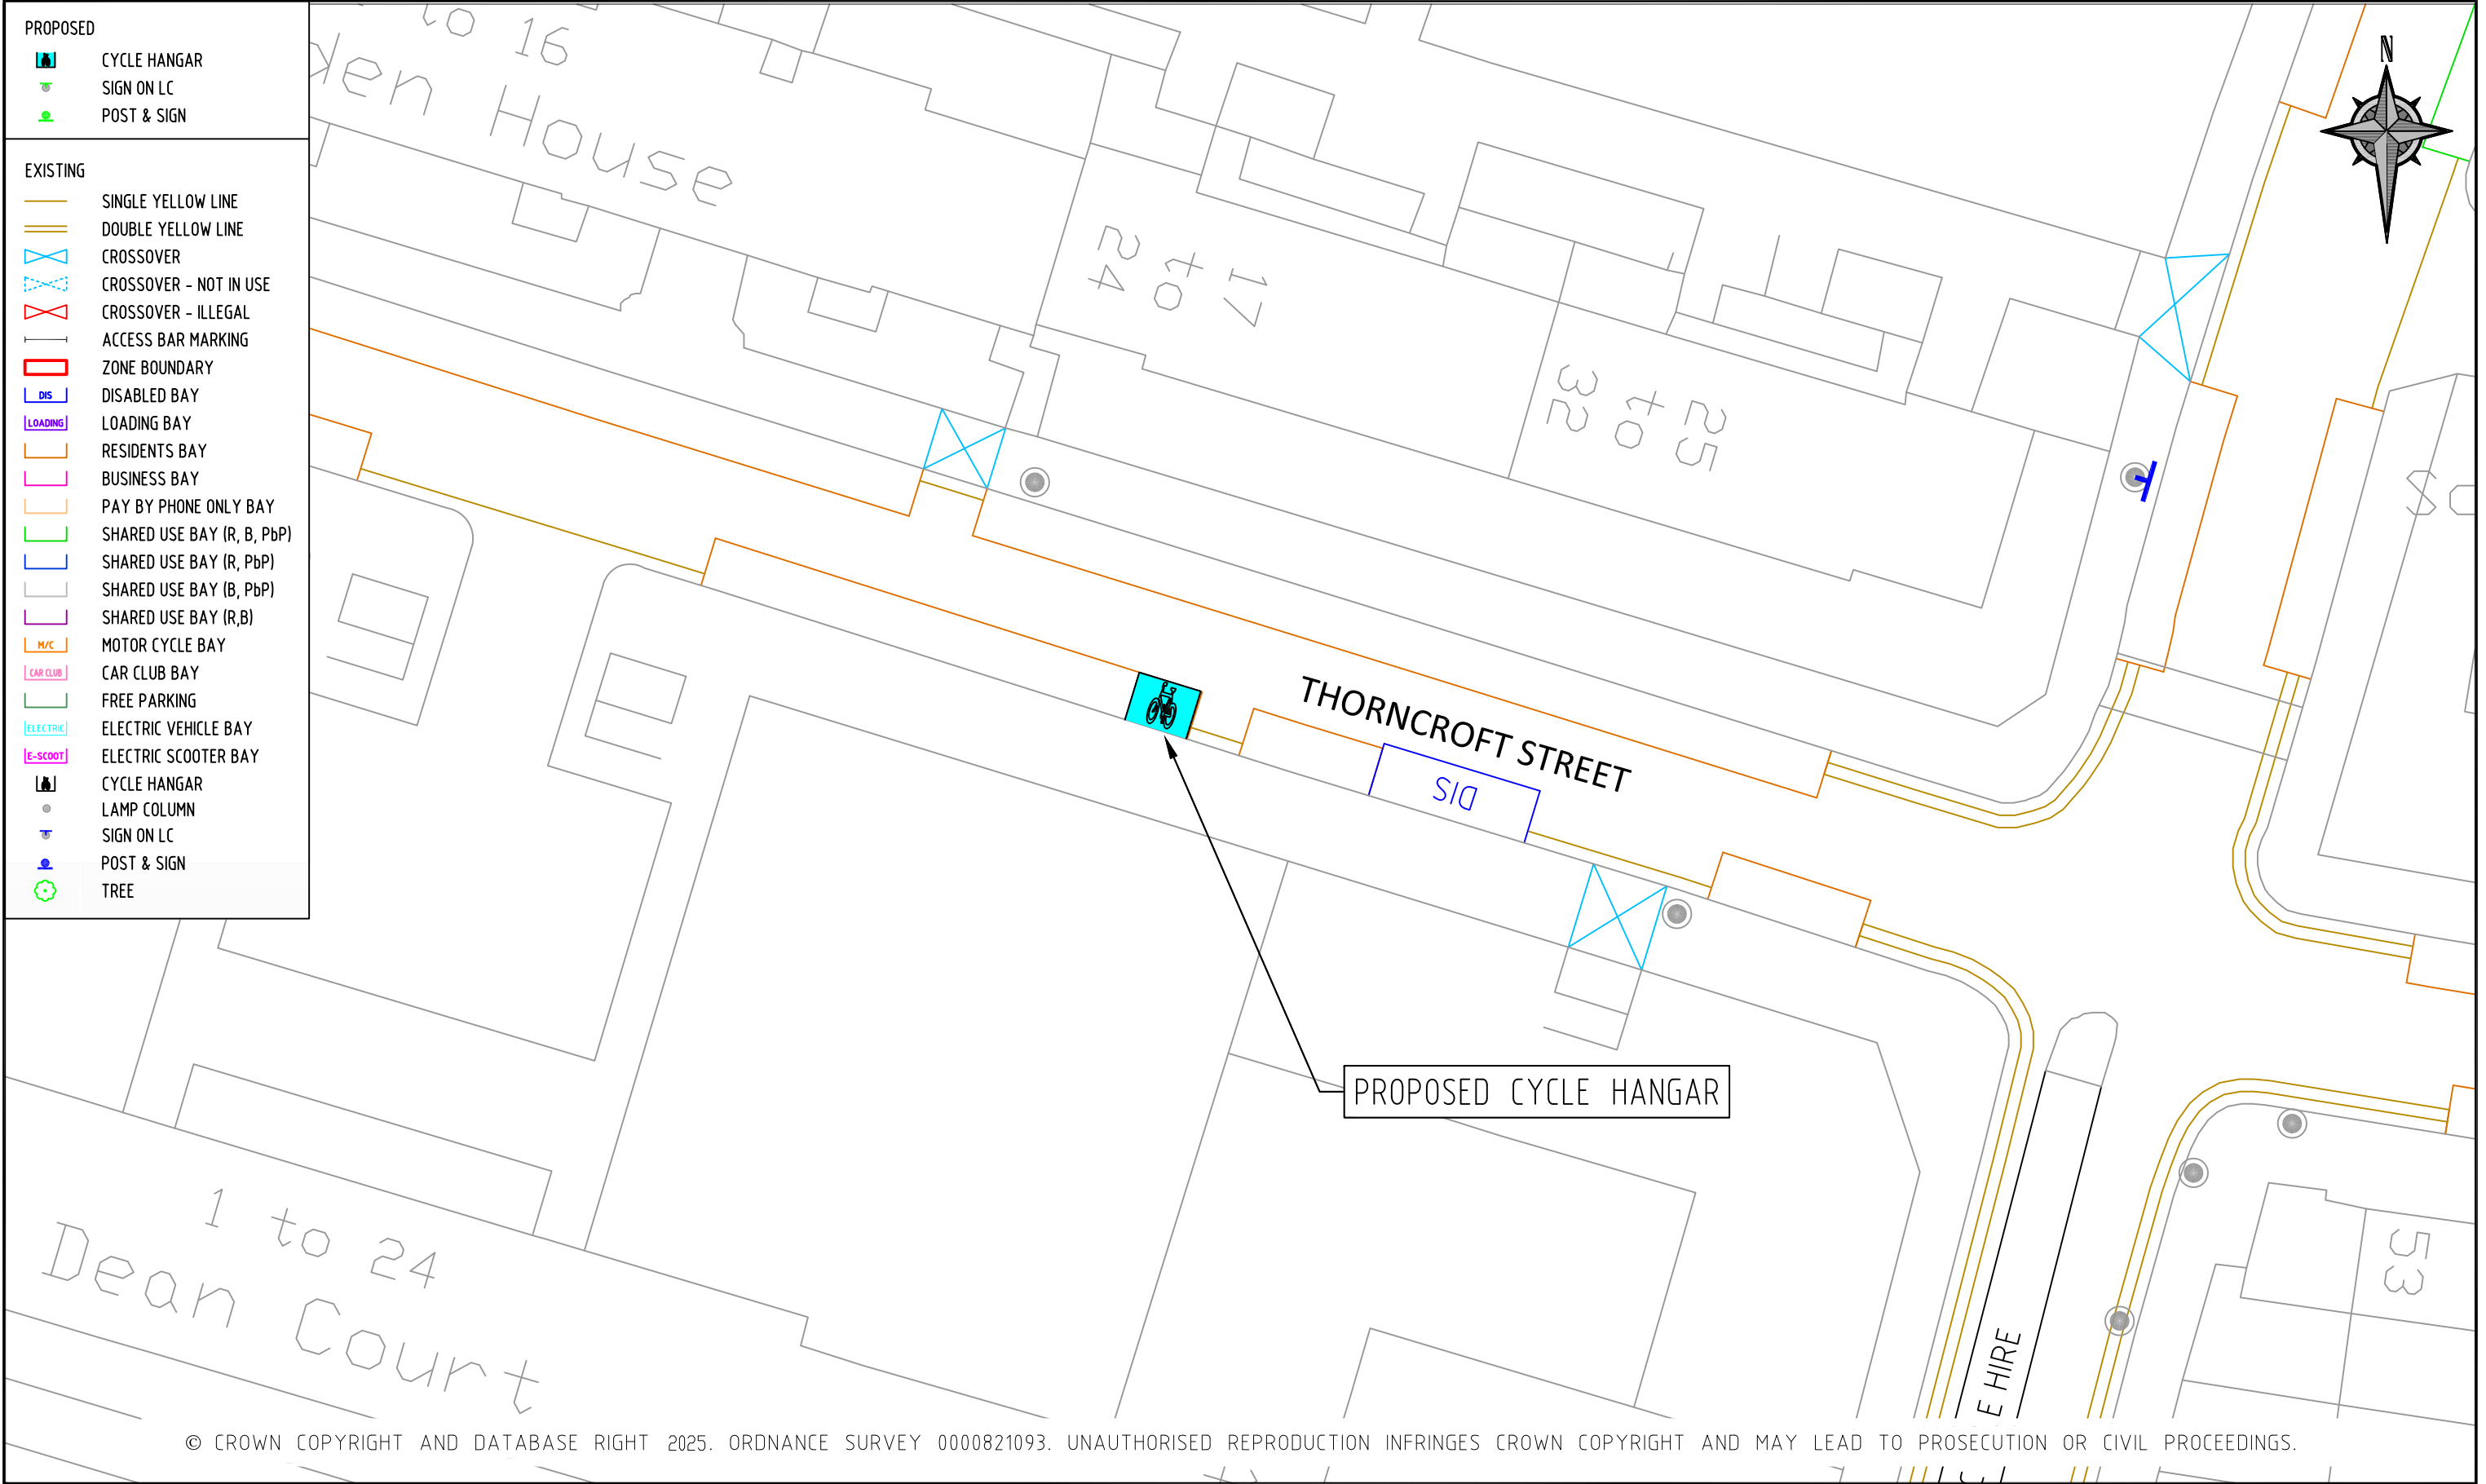 PROPOSED
CYCLE HANGAR
SIGN ON LC
POST & SIGN
EXISTING
SINGLE YELLOW LINE
DOUBLE YELLOW LINE
CROSSOVER
CROSSOVER - NOT IN USE
CROSSOVER - ILLEGAL
ACCESS BAR MARKING
ZONE BOUNDARY
DIS DISABLED BAY
LOADING LOADING BAY
RESIDENTS BAY
BUSINESS BAY
PAY BY PHONE ONLY BAY
SHARED USE BAY (R, B, PbP)
SHARED USE BAY (R, PbP)
SHARED USE BAY (B, PbP)
SHARED USE BAY (R,B)
M/C MOTOR CYCLE BAY
CAR CLUB CAR CLUB BAY
FREE PARKING
ELECTRIC ELECTRIC VEHICLE BAY
E-SCOOT ELECTRIC SCOOTER BAY
CYCLE HANGAR
LAMP COLUMN
SIGN ON LC
POST & SIGN
TREE
to 16
House
N
17 to 24
25 to 32
THORNCROFT STREET
DIS
PROPOSED CYCLE HANGAR
1 to 24
Dean Court
HIRE
35
© CROWN COPYRIGHT AND DATABASE RIGHT 2025. ORDNANCE SURVEY 0000821093. UNAUTHORISED REPRODUCTION INFRINGES CROWN COPYRIGHT AND MAY LEAD TO PROSECUTION OR CIVIL PROCEEDINGS.